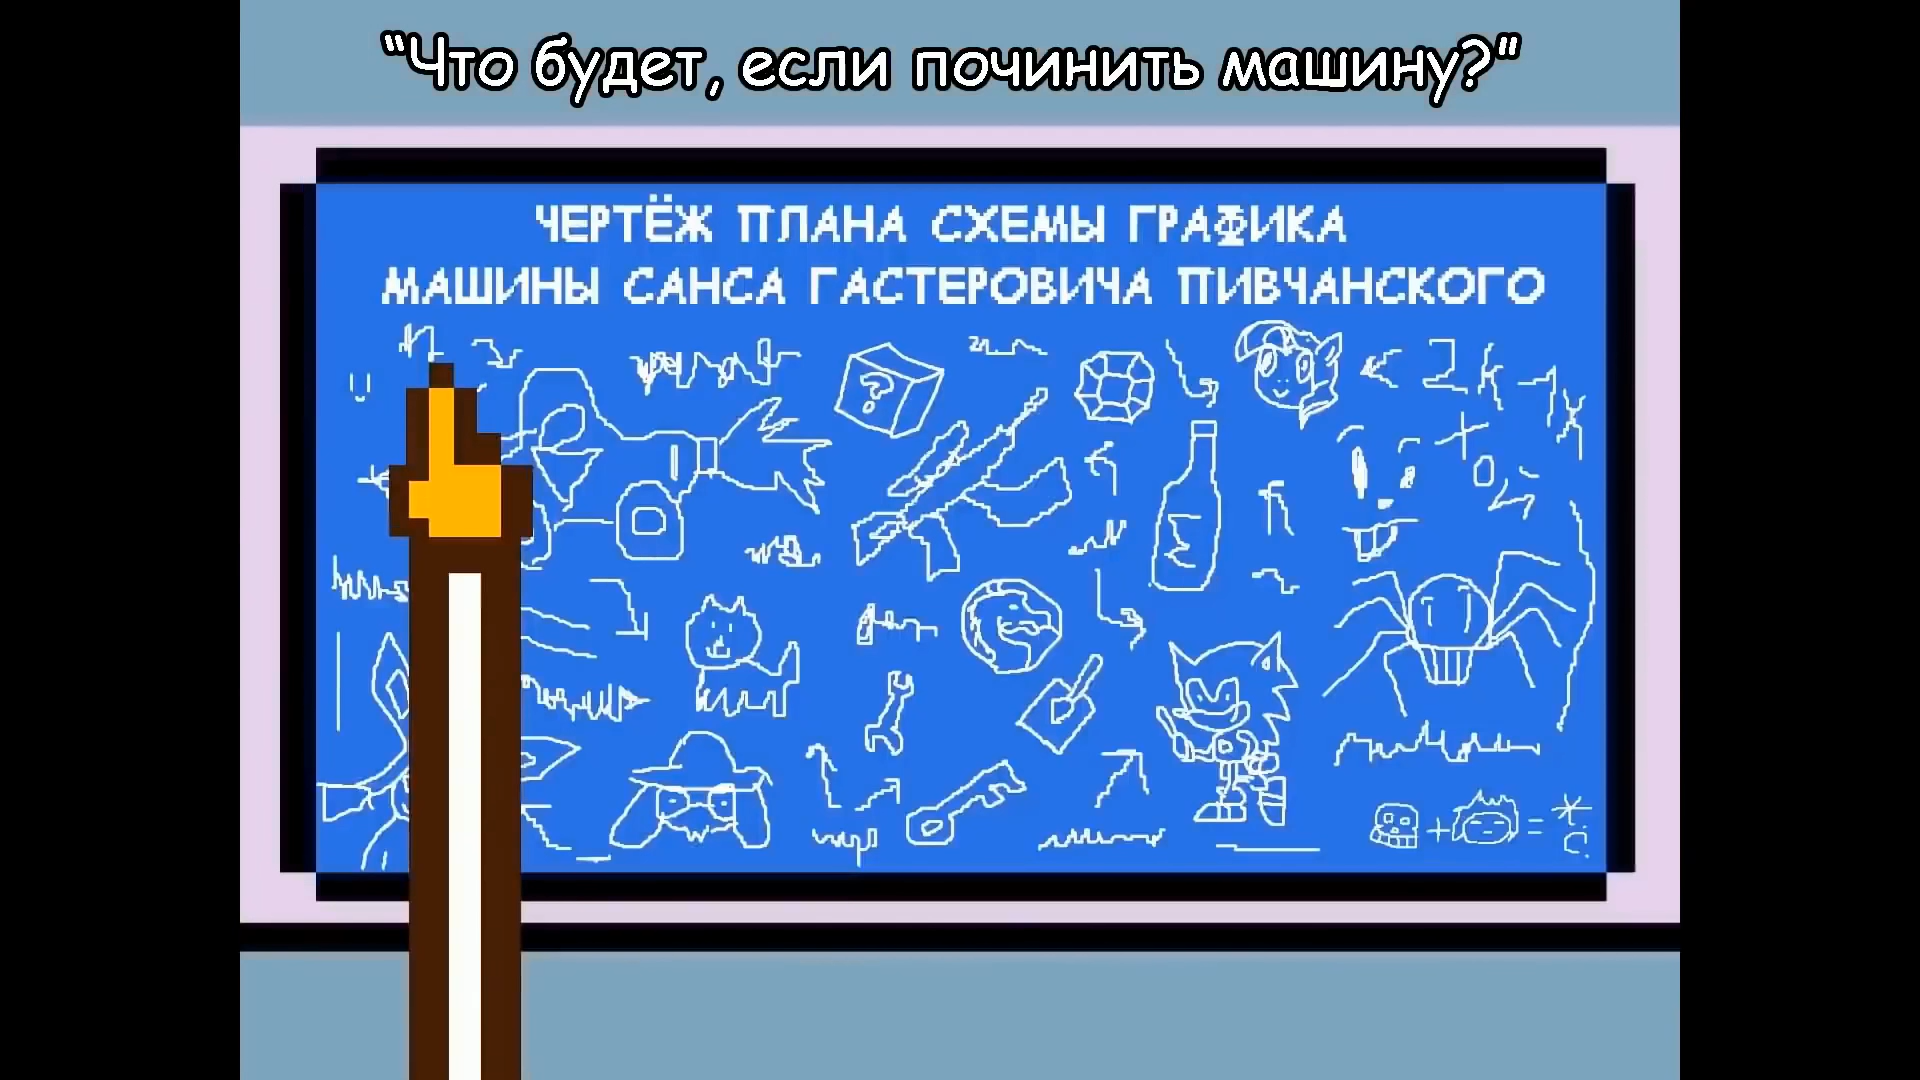 “Что будет, если починить машину?”
ЧЕРТЁЖ ПЛАНА СХЕМЫ ГРАФИКА
МАШИНЫ САНСА ГАСТЕРОВИЧА ПИВЧАНСКОГО
?